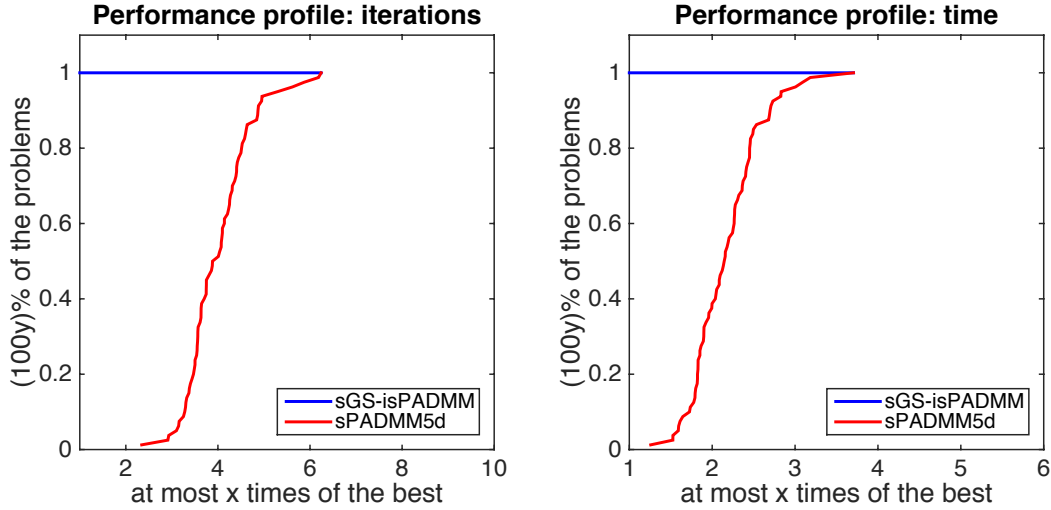 Performance profile: iterations
(100y)% of the problems
1
0.8
0.6
0.4
0.2
0
2
4
6
8
10
at most x times of the best
sGS-isPADMM
sPADMM5d
Performance profile: time
(100y)% of the problems
1
0.8
0.6
0.4
0.2
0
1
2
3
4
5
6
at most x times of the best
sGS-isPADMM
sPADMM5d